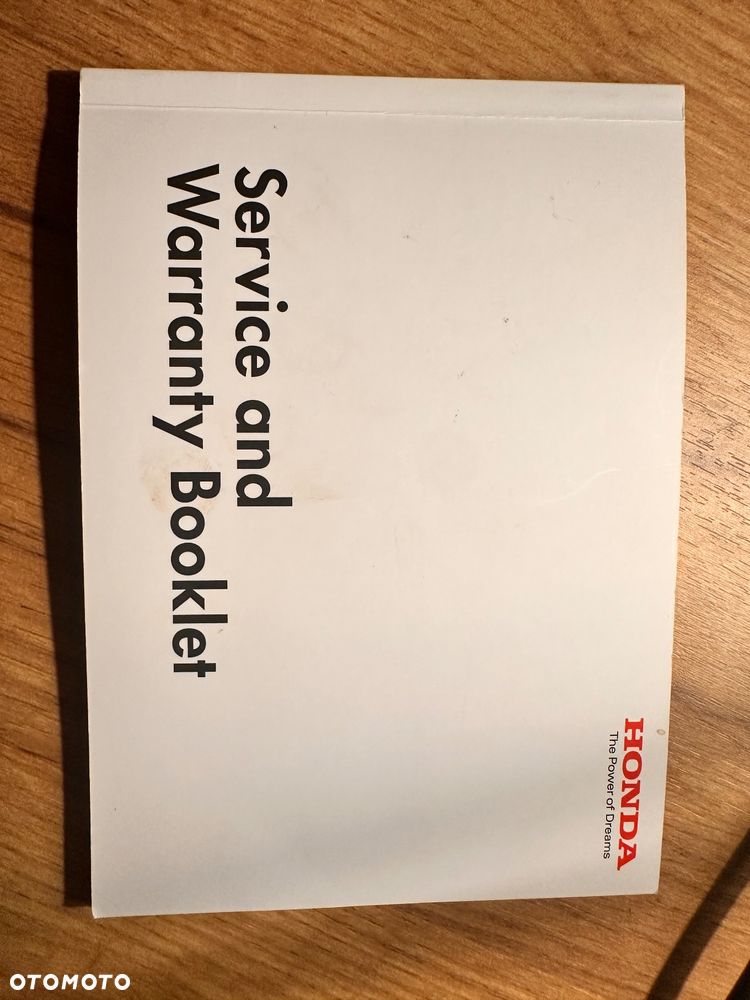 HONDA
The Power of Dreams
Service and
Warranty Booklet
OTOMOTO